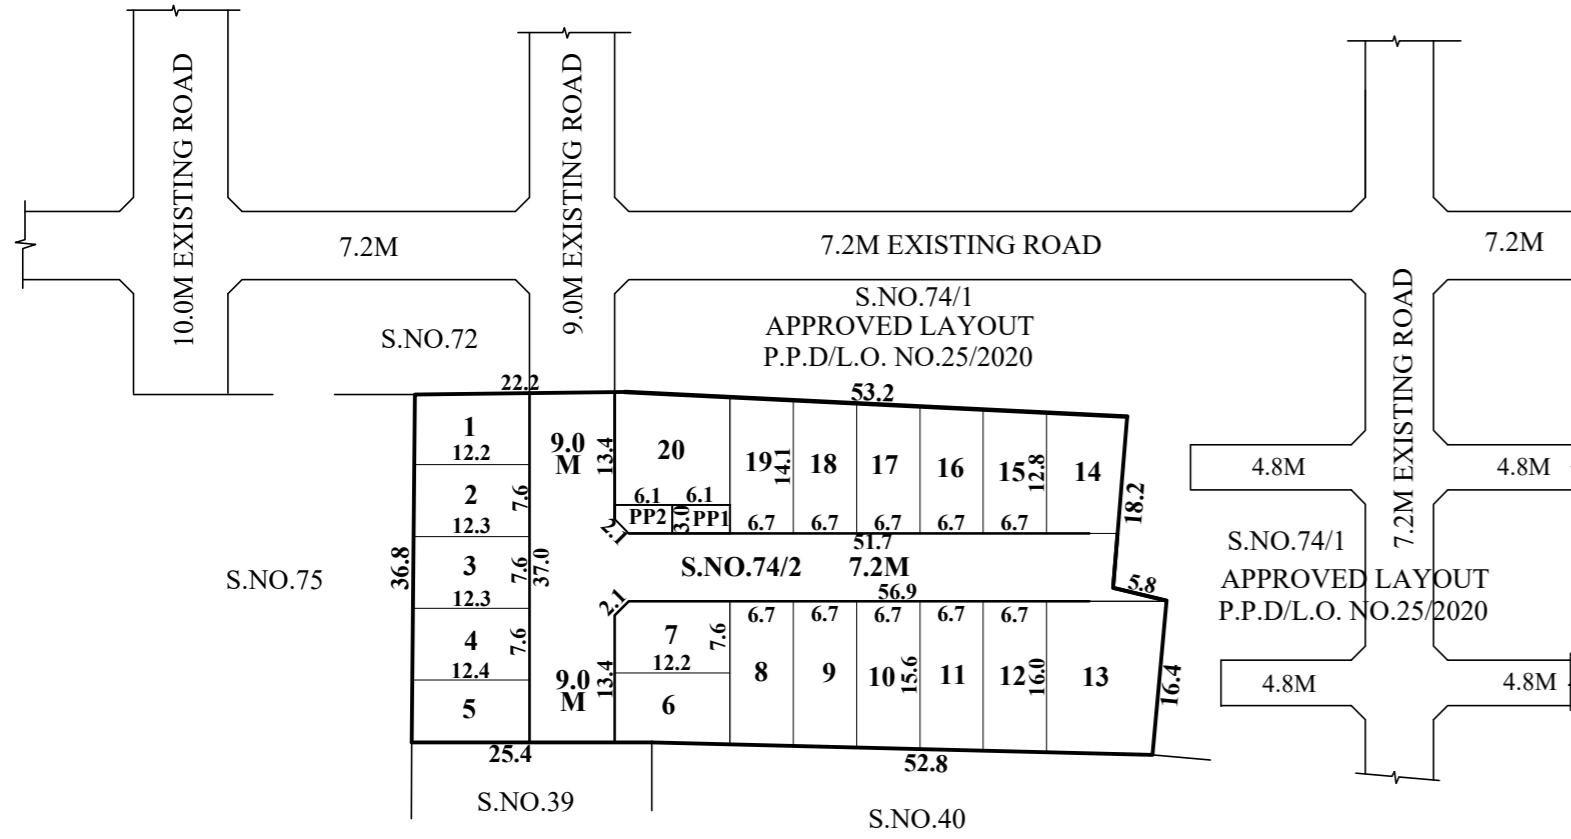 10.0M EXISTING ROAD
9.0M EXISTING ROAD
7.2M
7.2M EXISTING ROAD
7.2M
S.NO.74/1
APPROVED LAYOUT
P.P.D/L.O. NO.25/2020
S.NO.72
7.2M EXISTING ROAD
22.2
53.2
1
12.2
9.0
M
13.4
20
19
14.1
18
17
16
15
12.8
14
4.8M
4.8M
2
7.6
12.3
6.1
6.1
PP2
3.0
PP1
6.7
6.7
6.7
6.7
6.7
18.2
2.1
51.7
S.NO.75
36.8
3
7.6
37.0
12.3
S.NO.74/2
7.2M
56.9
5.8
S.NO.74/1
APPROVED LAYOUT
P.P.D/L.O. NO.25/2020
2.1
4
7.6
12.4
7
7.6
12.2
6.7
6.7
6.7
6.7
6.7
8
9
10
15.6
11
12
16.0
13
16.4
4.8M
4.8M
5
9.0
M
13.4
6
25.4
52.8
S.NO.39
S.NO.40